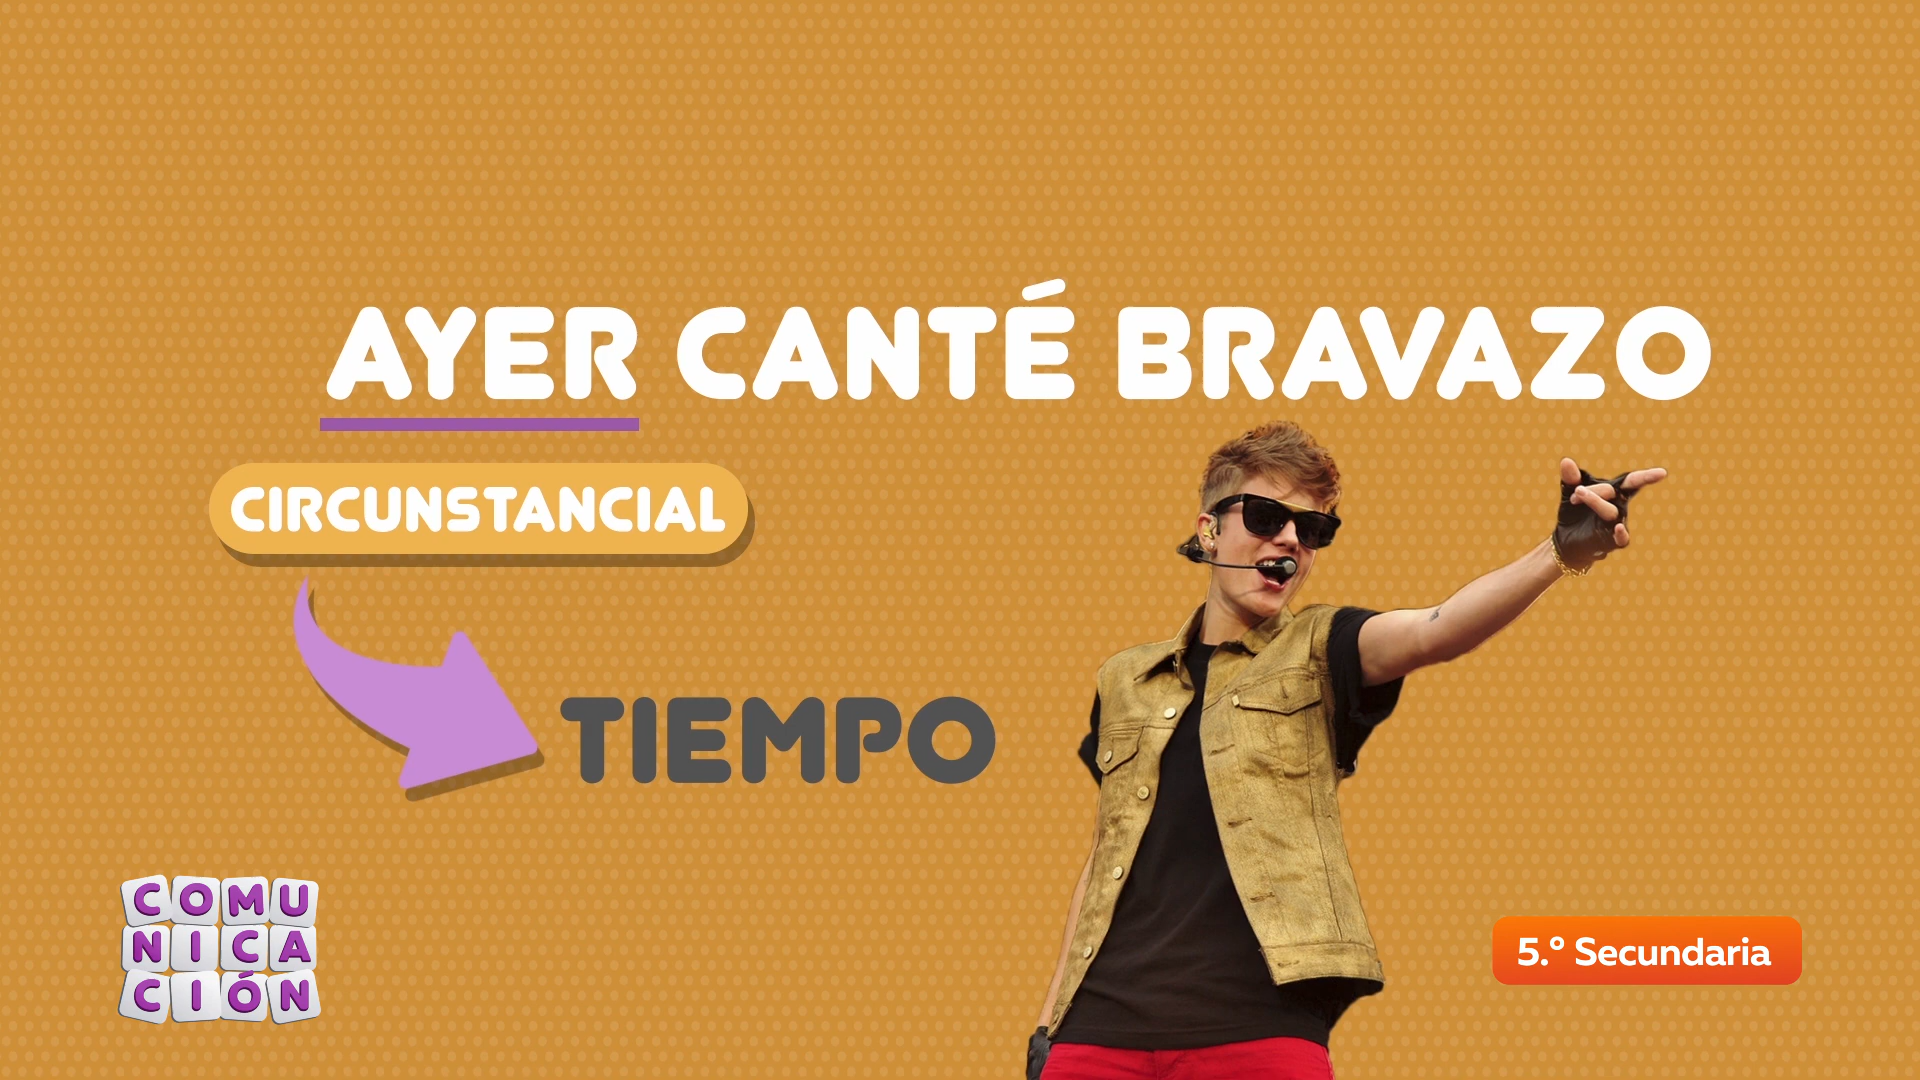 AYER CANTÉ BRAVAZO
CIRCUNSTANCIAL
TIEMPO
COMU
NICA
CIÓN
5.° Secundaria